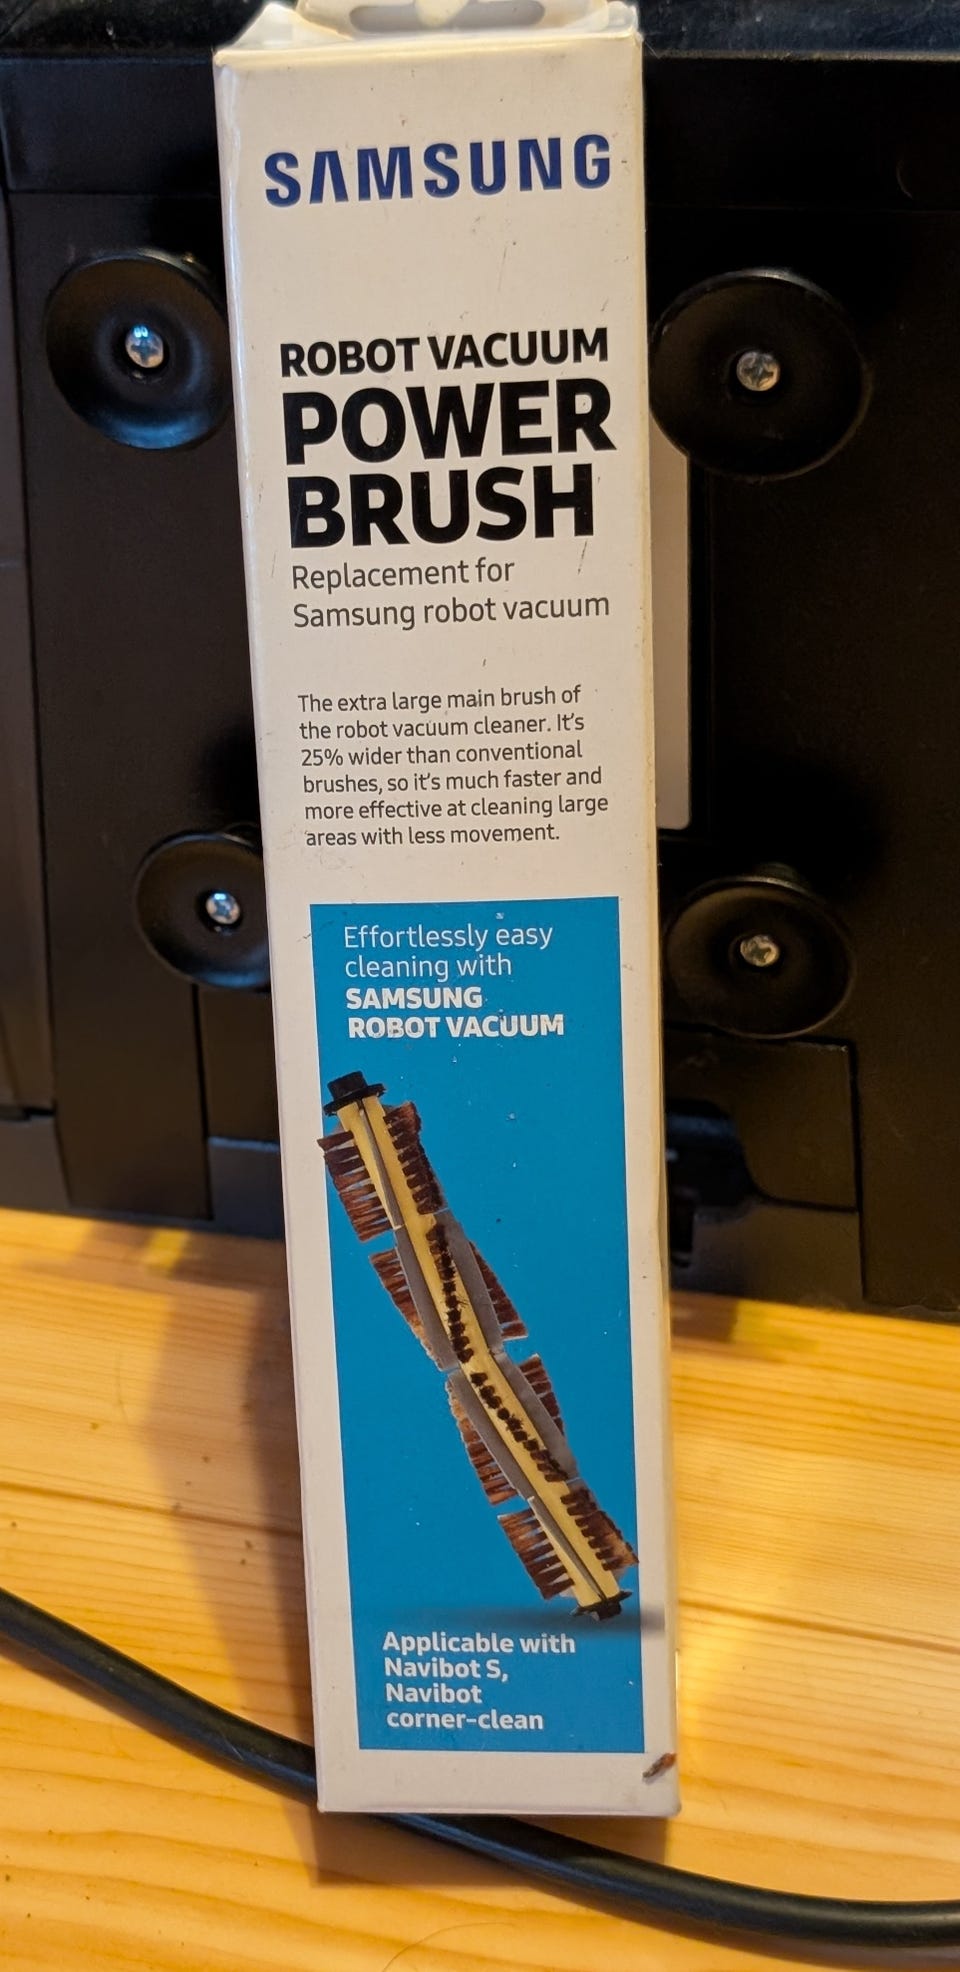 SAMSUNG
ROBOT VACUUM
POWER
BRUSH
Replacement for
Samsung robot vacuum
The extra large main brush of
the robot vacuum cleaner. It's
25% wider than conventional
brushes, so it's much faster and
more effective at cleaning large
areas with less movement.
Effortlessly easy
cleaning with
SAMSUNG
ROBOT VACUUM
Applicable with
Navibot S,
Navibot
corner-clean